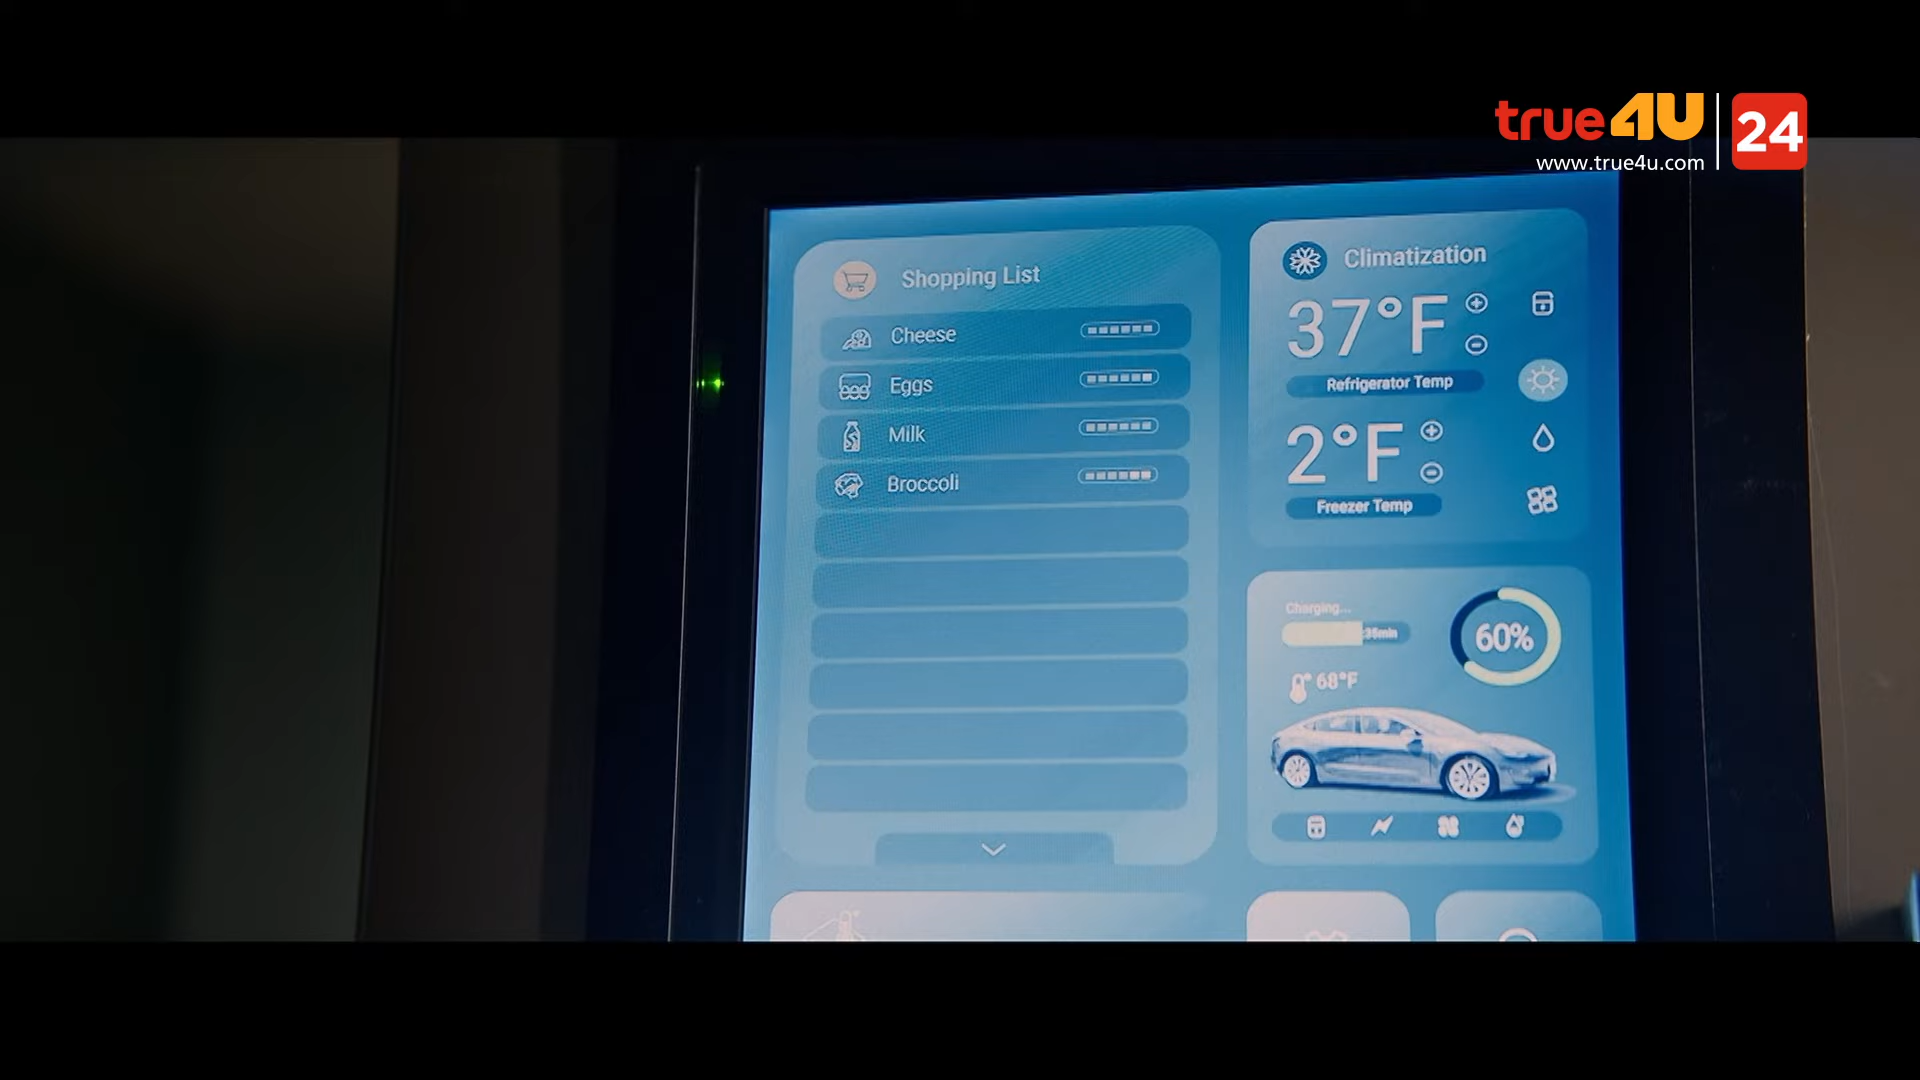 true4U
www.true4u.com
24
Shopping List
Cheese
Eggs
Milk
Broccoli
Climatization
37°F
Refrigerator Temp
2°F
Freezer Temp
Charging...
:35min
60%
68°F